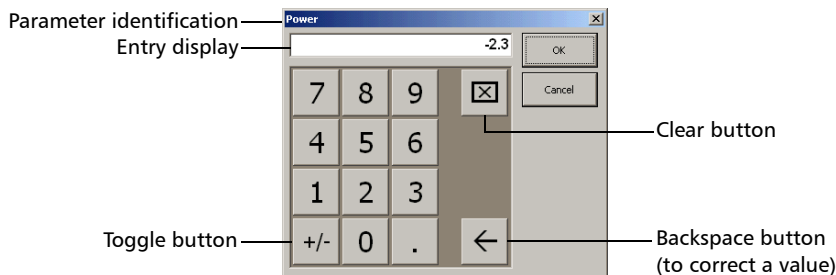 Parameter identification
Power
Entry display
-2.3
OK
7 8 9
Cancel
Clear button
4 5 6
1 2 3
Toggle button
+/- 0 .
Backspace button
(to correct a value)